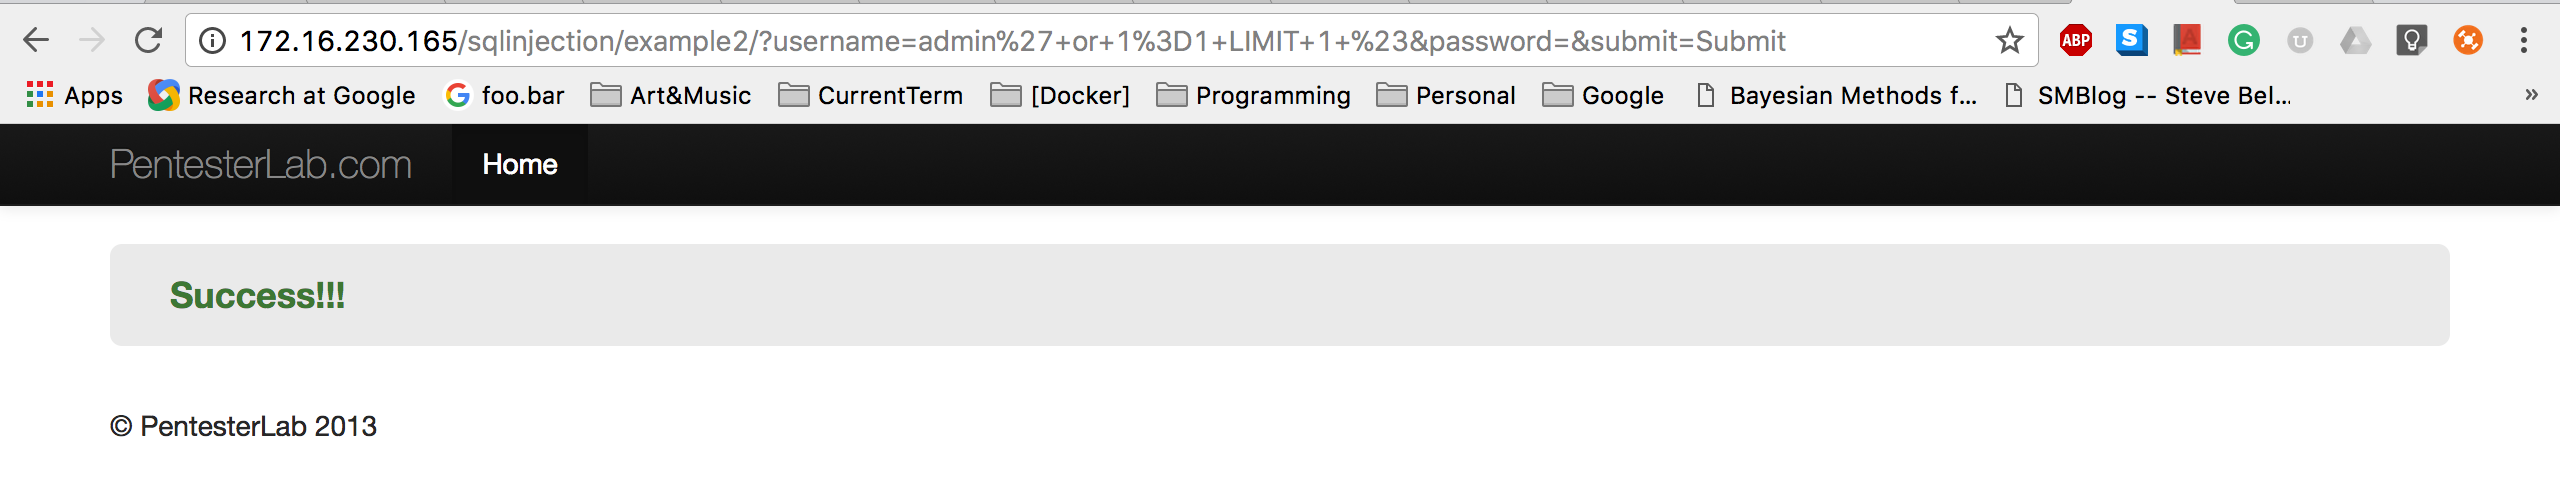 172.16.230.165/sqlinjection/example2/?username=admin%27+or+1%3D1+LIMIT+1+%23&password=&submit=Submit ABP S A G U
Apps Research at Google G foo.bar Art&Music CurrentTerm [Docker] Programming Personal Google Bayesian Methods f... SMBlog -- Steve Bel... »
PentesterLab.com Home
Success!!!
© PentesterLab 2013